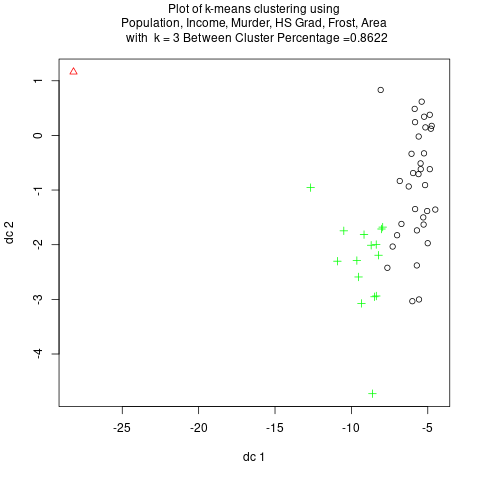 Plot of k-means clustering using
Population, Income, Murder, HS Grad, Frost, Area
with k = 3 Between Cluster Percentage =0.8622
1
0
-1
-2
-3
-4
dc 2
-25
-20
-15
-10
-5
dc 1